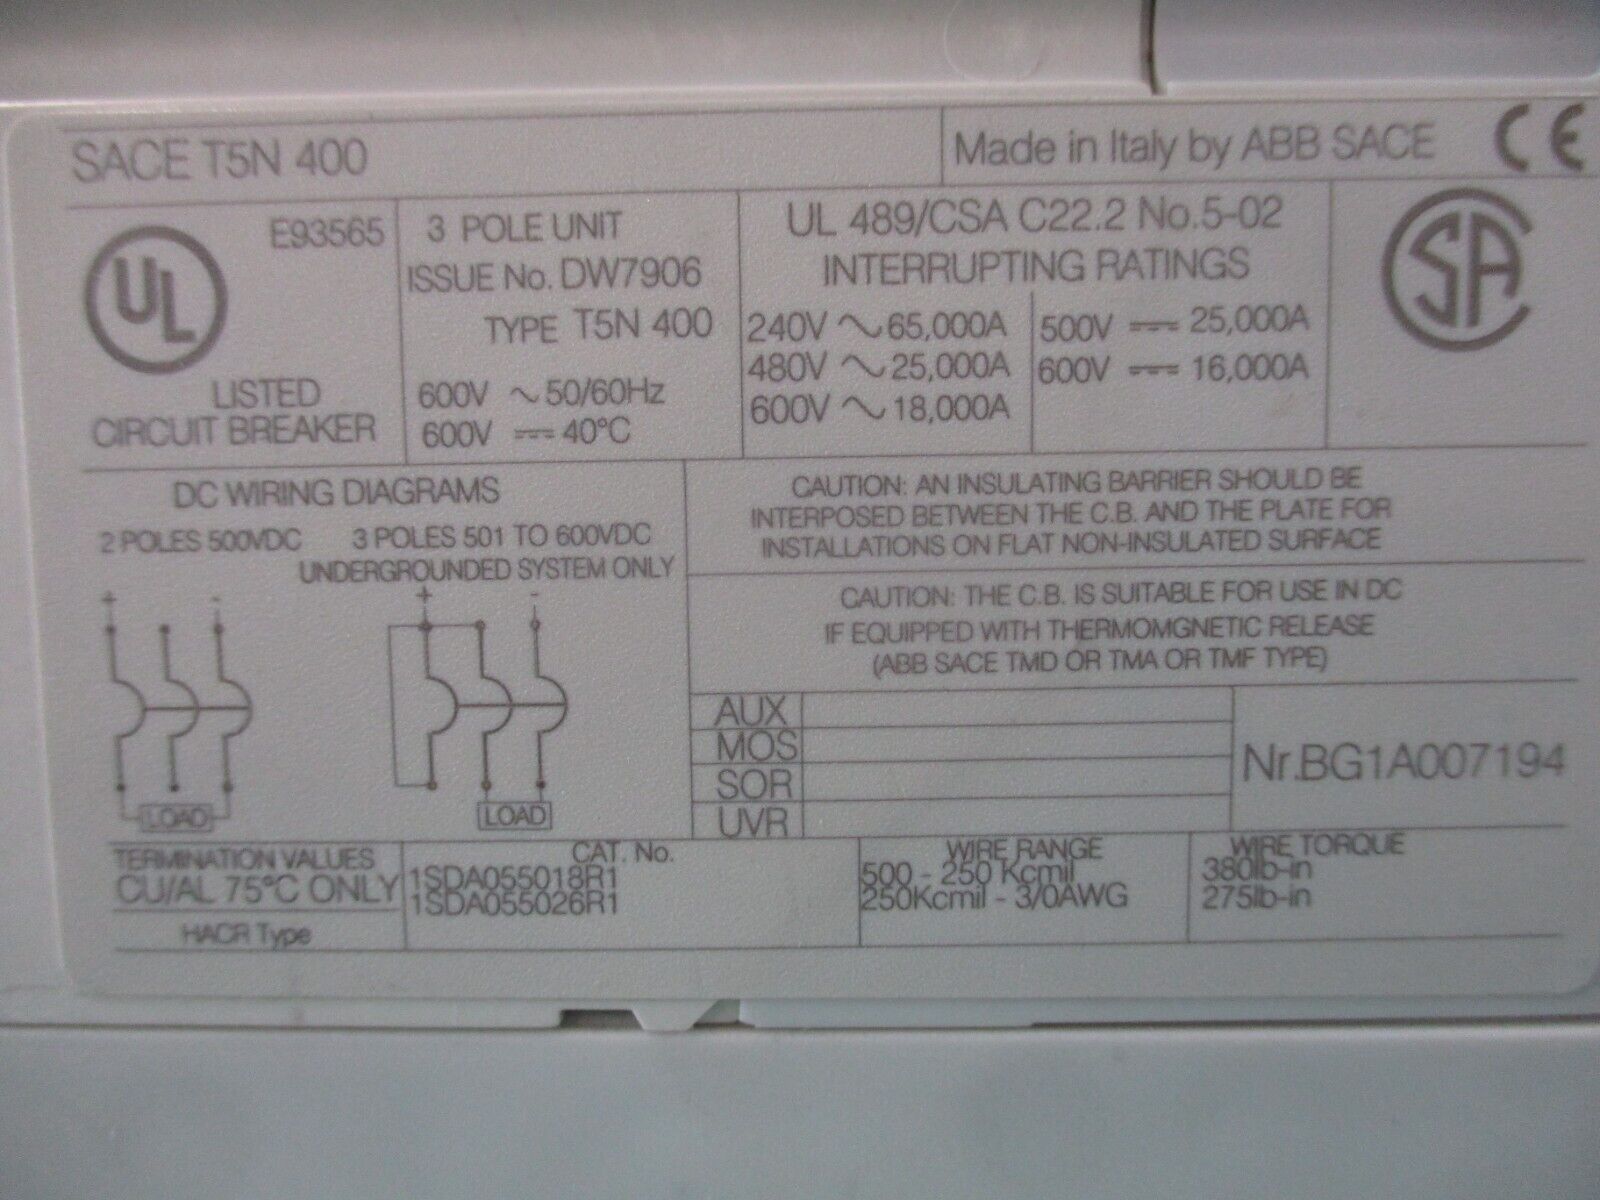 SACE T5N 400
Made in Italy by ABB SACE
CE
UL
E93565
LISTED
CIRCUIT BREAKER
3 POLE UNIT
ISSUE No. DW7906
TYPE T5N 400
600V ~ 50/60Hz
600V ⎓ 40°C
UL 489/CSA C22.2 No.5-02
INTERRUPTING RATINGS
240V ~ 65,000A
480V ~ 25,000A
600V ~ 18,000A
500V ⎓ 25,000A
600V ⎓ 16,000A
CSA
DC WIRING DIAGRAMS
2 POLES 500VDC
3 POLES 501 TO 600VDC
UNDERGROUNDED SYSTEM ONLY
+ -
+ -
LOAD
LOAD
CAUTION: AN INSULATING BARRIER SHOULD BE
INTERPOSED BETWEEN THE C.B. AND THE PLATE FOR
INSTALLATIONS ON FLAT NON-INSULATED SURFACE
CAUTION: THE C.B. IS SUITABLE FOR USE IN DC
IF EQUIPPED WITH THERMOMGNETIC RELEASE
(ABB SACE TMD OR TMA OR TMF TYPE)
AUX
MOS
SOR
UVR
Nr.BG1A007194
TERMINATION VALUES
CU/AL 75°C ONLY
HACR Type
CAT. No.
1SDA055018R1
1SDA055026R1
WIRE RANGE
500 - 250 Kcmil
250Kcmil - 3/0AWG
WIRE TORQUE
380lb-in
275lb-in